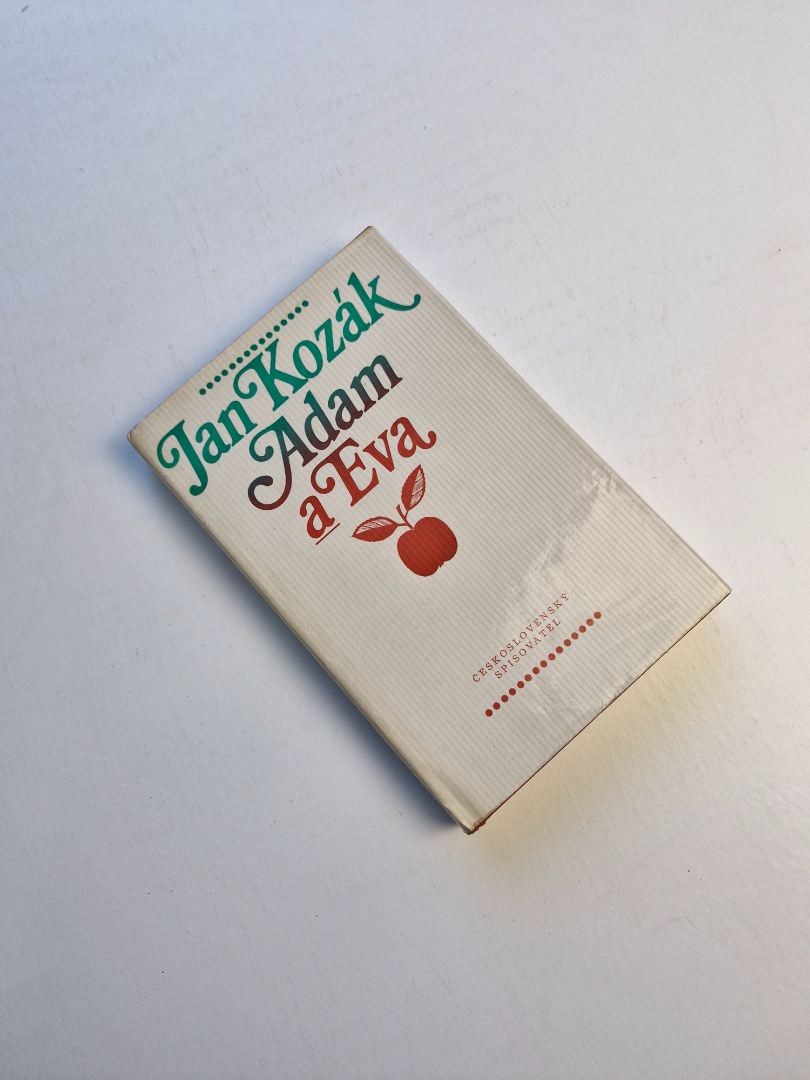 Jan Kozák
Adam
a Eva
ČESKOSLOVENSKÝ
SPISOVATEL